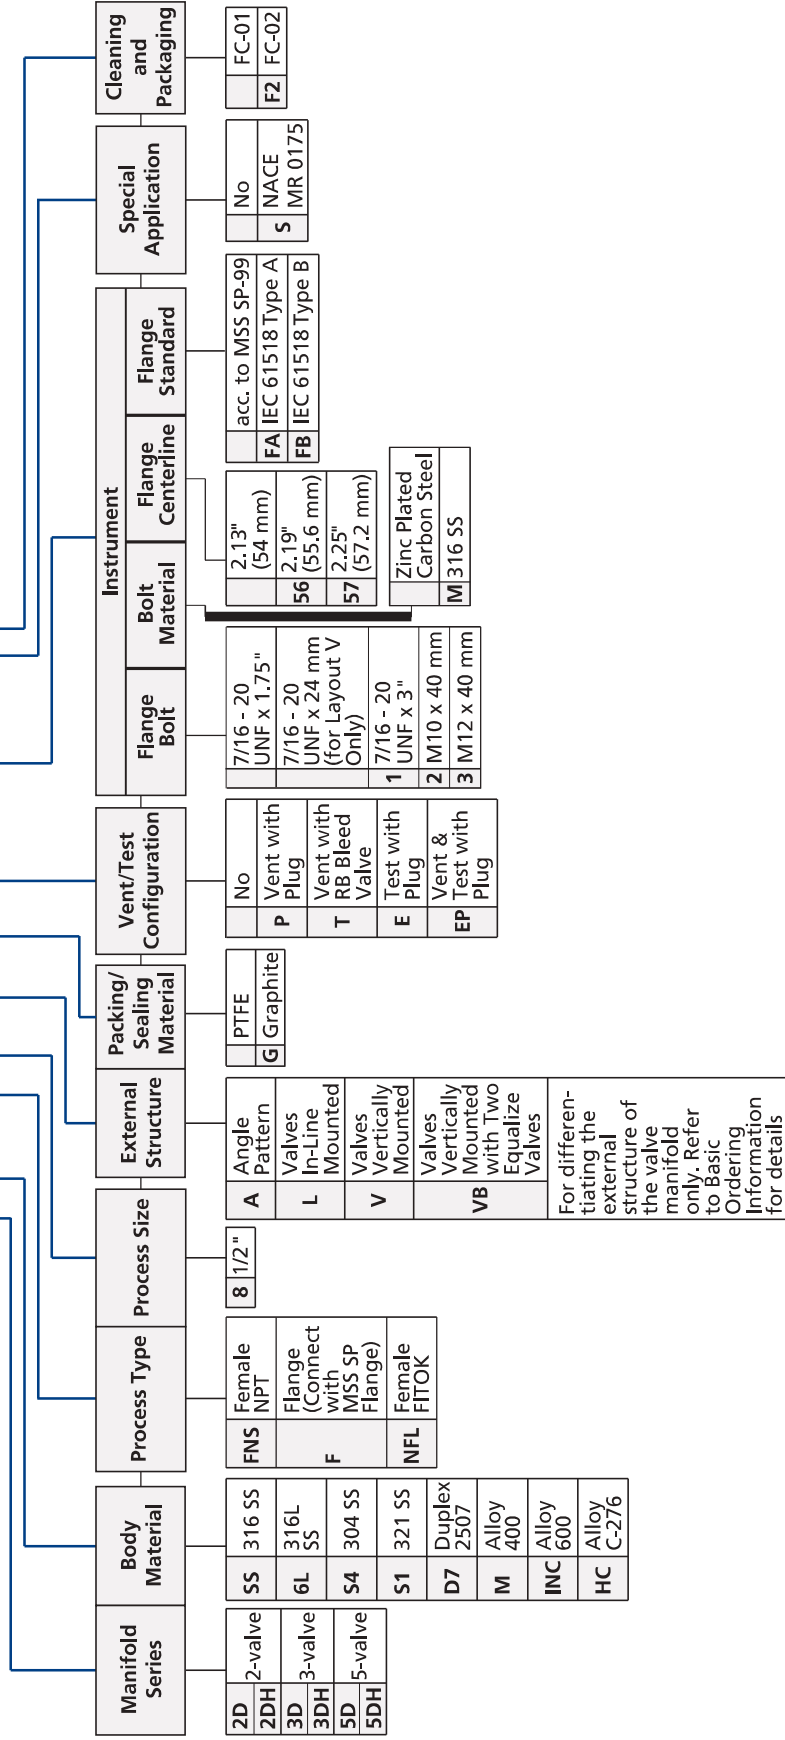 Manifold
Series
Body
Material
Process Type
Process Size
External
Structure
Packing/
Sealing
Material
Vent/Test
Configuration
Instrument
Flange
Bolt
Bolt
Material
Flange
Centerline
Flange
Standard
Special
Application
Cleaning
and
Packaging
2D
2DH
2-valve
3D
3DH
3-valve
5D
5DH
5-valve
SS 316 SS
6L 316L
SS
S4 304 SS
S1 321 SS
D7 Duplex
2507
M Alloy
400
INC Alloy
600
HC Alloy
C-276
FNS Female
NPT
F Flange
(Connect
with
MSS SP
Flange)
NFL Female
FITOK
8 1/2"
A Angle
Pattern
L Valves
In-Line
Mounted
V Valves
Vertically
Mounted
VB Valves
Vertically
Mounted
with Two
Equalize
Valves
For differen-
tiating the
external
structure of
the valve
manifold
only. Refer
to Basic
Ordering
Information
for details
PTFE
G Graphite
No
P Vent with
Plug
T Vent with
RB Bleed
Valve
E Test with
Plug
EP Vent &
Test with
Plug
7/16 - 20
UNF x 1.75"
7/16 - 20
UNF x 24 mm
(for Layout V
Only)
1 7/16 - 20
UNF x 3"
2 M10 x 40 mm
3 M12 x 40 mm
Zinc Plated
Carbon Steel
M 316 SS
2.13"
(54 mm)
56 2.19"
(55.6 mm)
57 2.25"
(57.2 mm)
acc. to MSS SP-99
FA IEC 61518 Type A
FB IEC 61518 Type B
No
S NACE
MR 0175
FC-01
F2 FC-02